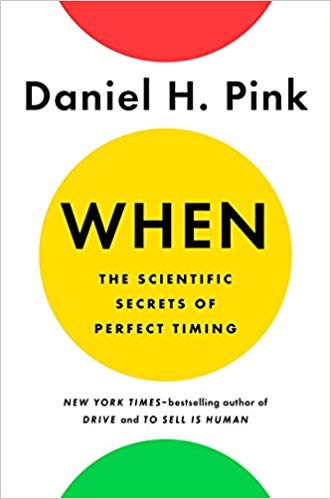 Daniel H. Pink
WHEN
THE SCIENTIFIC
SECRETS OF
PERFECT TIMING
NEW YORK TIMES–bestselling author of
DRIVE and TO SELL IS HUMAN